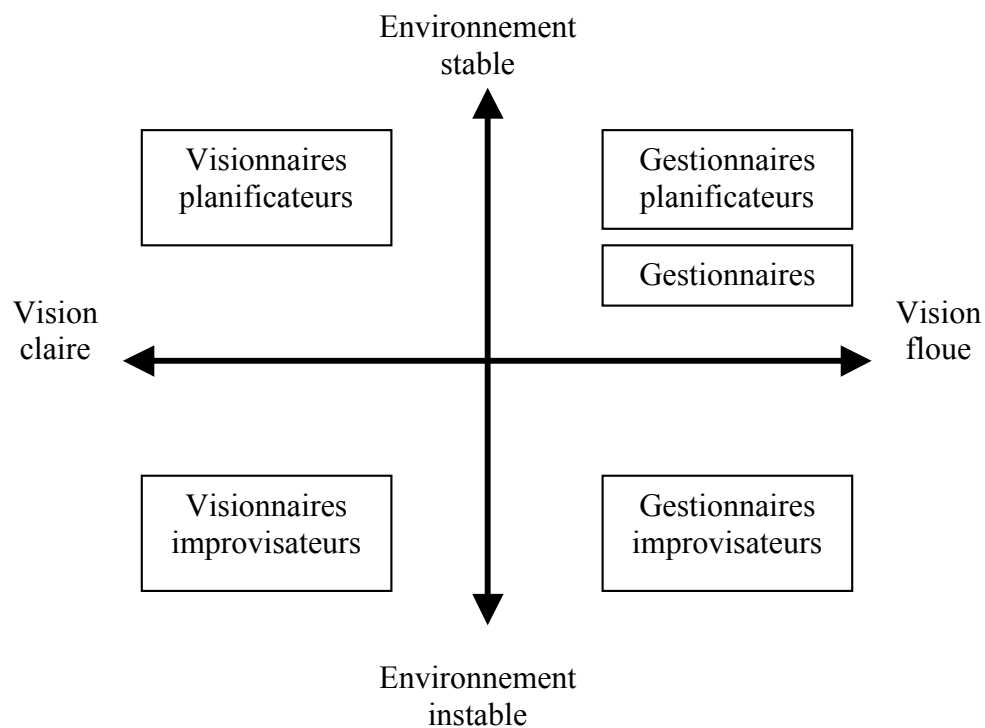 Environnement
stable
Visionnaires
planificateurs
Gestionnaires
planificateurs
Gestionnaires
Vision
claire
Vision
floue
Visionnaires
improvisateurs
Gestionnaires
improvisateurs
Environnement
instable